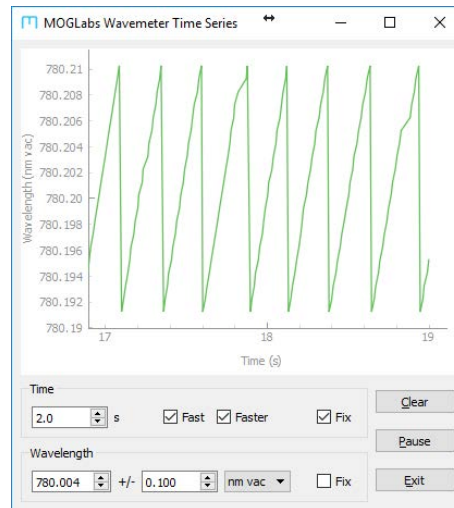 MOGLabs Wavemeter Time Series
780.21
780.208
780.206
780.204
780.202
780.20
780.198
780.196
780.194
780.192
780.19
Wavelength (nm vac)
17 18 19
Time (s)
Time
2.0 s Fast Faster Fix
Clear
Pause
Wavelength
780.004 +/- 0.100 nm vac Fix
Exit